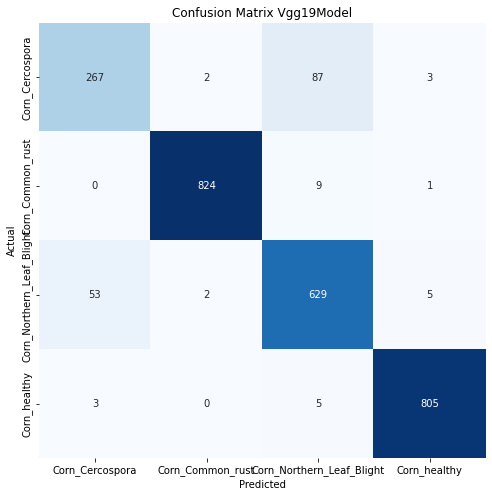 Confusion Matrix Vgg19Model
Corn_Cercospora
267 2 87 3
Corn_Common_rust
0 824 9 1
Actual
Corn_Northern_Leaf_Blight
53 2 629 5
Corn_healthy
3 0 5 805
Corn_Cercospora Corn_Common_rust Corn_Northern_Leaf_Blight Corn_healthy
Predicted